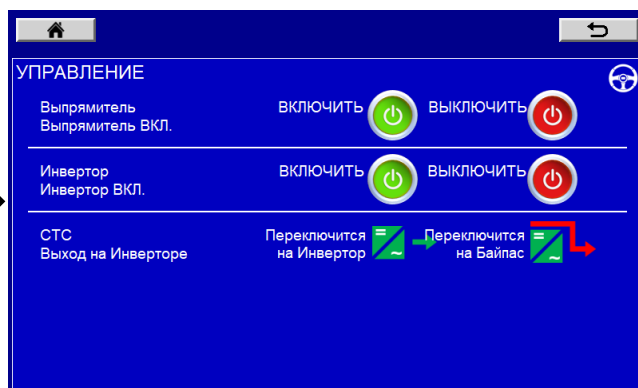 УПРАВЛЕНИЕ
Выпрямитель
Выпрямитель ВКЛ.
ВКЛЮЧИТЬ
ВЫКЛЮЧИТЬ
Инвертор
Инвертор ВКЛ.
ВКЛЮЧИТЬ
ВЫКЛЮЧИТЬ
СТС
Выход на Инверторе
Переключится
на Инвертор
Переключится
на Байпас